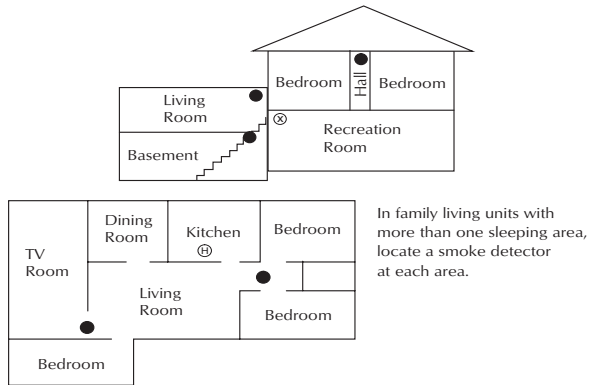 Bedroom
Hall
Bedroom
Living
Room
X
Recreation
Room
Basement
Dining
Room
Kitchen
H
Bedroom
TV
Room
Living
Room
Bedroom
Bedroom
In family living units with
more than one sleeping area,
locate a smoke detector
at each area.